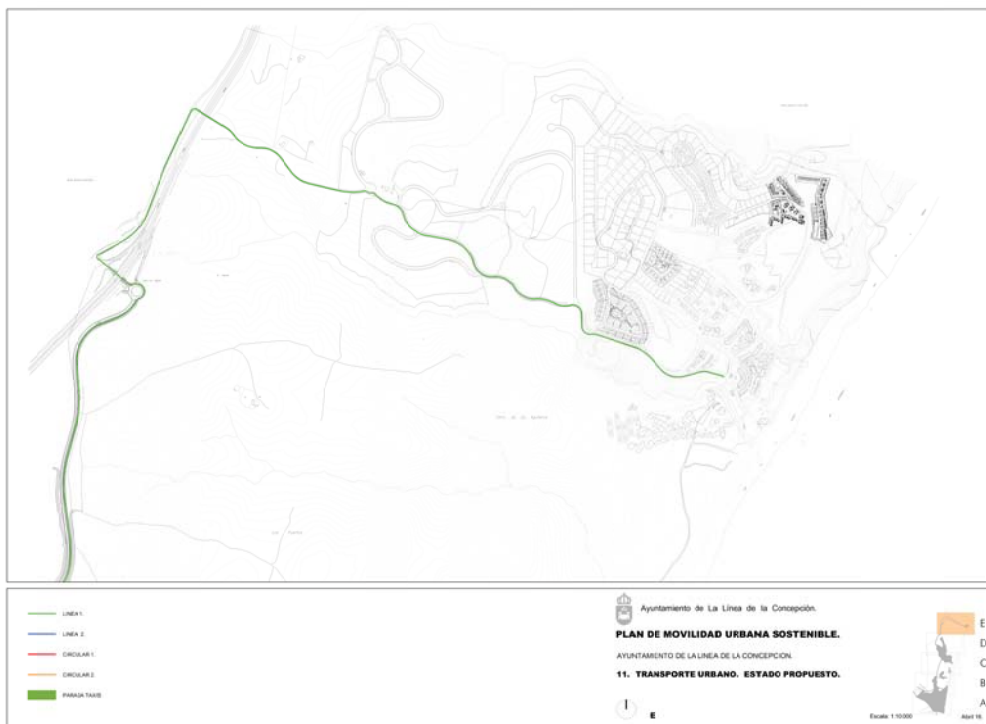 LINEA 1.
LINEA 2.
CIRCULAR 1.
CIRCULAR 2.
PARADA TAXIS
Ayuntamiento de La Línea de la Concepción.
PLAN DE MOVILIDAD URBANA SOSTENIBLE.
AYUNTAMIENTO DE LA LINEA DE LA CONCEPCION.
11. TRANSPORTE URBANO. ESTADO PROPUESTO.
E
E
D
C
B
A
Escala: 1:10.000
Abril 16.